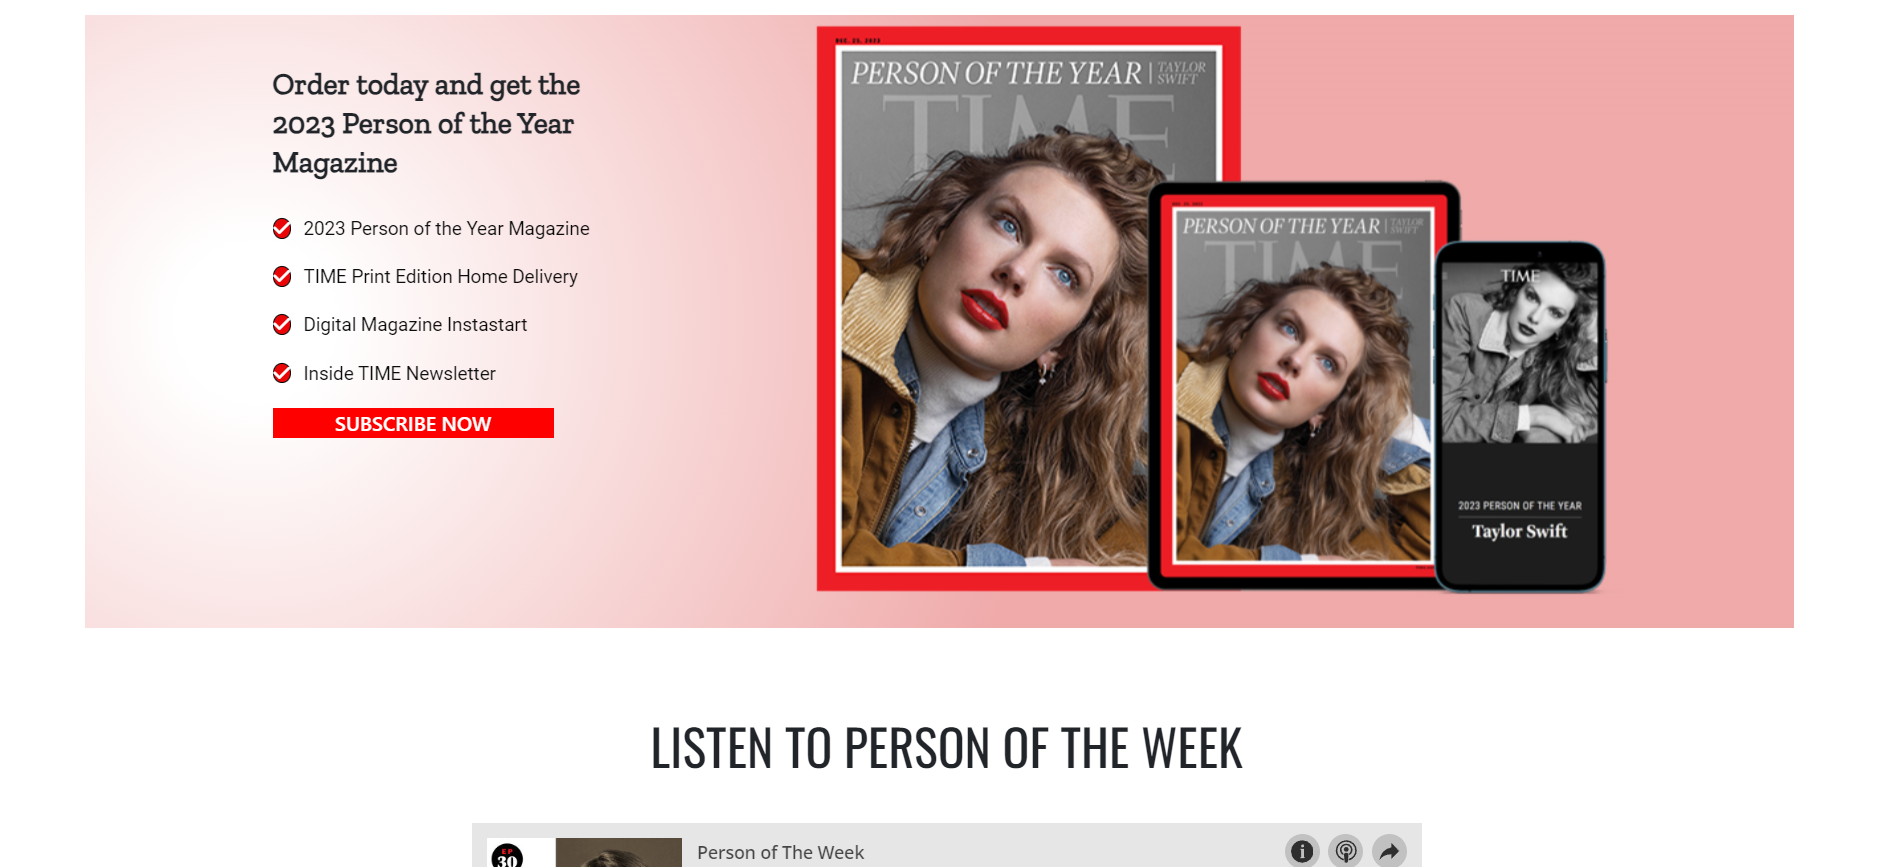 Order today and get the
2023 Person of the Year
Magazine
2023 Person of the Year Magazine
TIME Print Edition Home Delivery
Digital Magazine Instastart
Inside TIME Newsletter
SUBSCRIBE NOW
DEC. 25, 2023
PERSON OF THE YEAR | TAYLOR
SWIFT
TIME
PERSON OF THE YEAR | TAYLOR
SWIFT
TIME
TIME
2023 PERSON OF THE YEAR
Taylor Swift
LISTEN TO PERSON OF THE WEEK
EP
30
Person of The Week